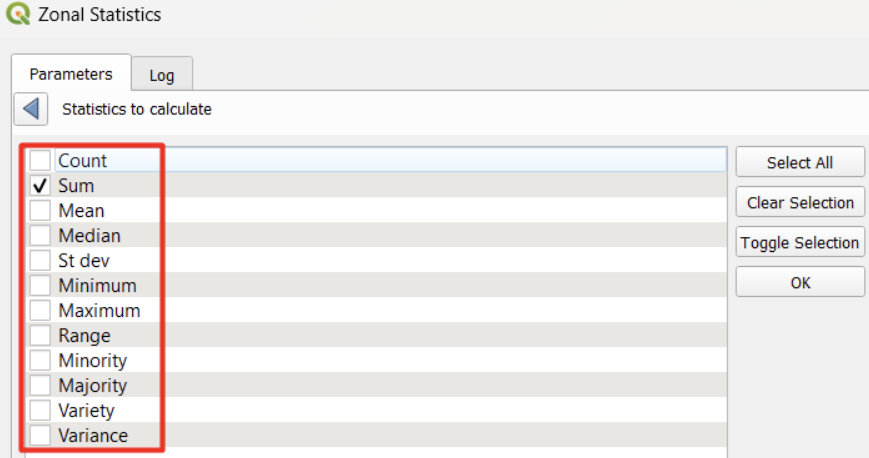 Zonal Statistics
Parameters Log
Statistics to calculate
Count
Sum
Mean
Median
St dev
Minimum
Maximum
Range
Minority
Majority
Variety
Variance
Select All
Clear Selection
Toggle Selection
OK